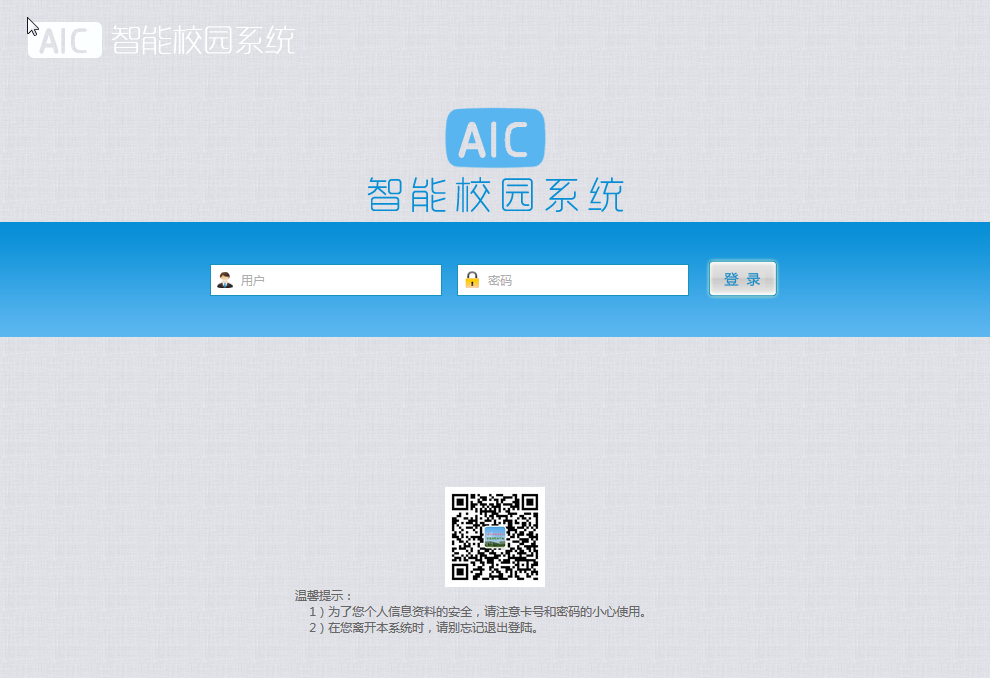 AIC 智能校园系统
AIC
智能校园系统
用户 密码 登 录
温馨提示：
1）为了您个人信息资料的安全，请注意卡号和密码的小心使用。
2）在您离开本系统时，请别忘记退出登陆。